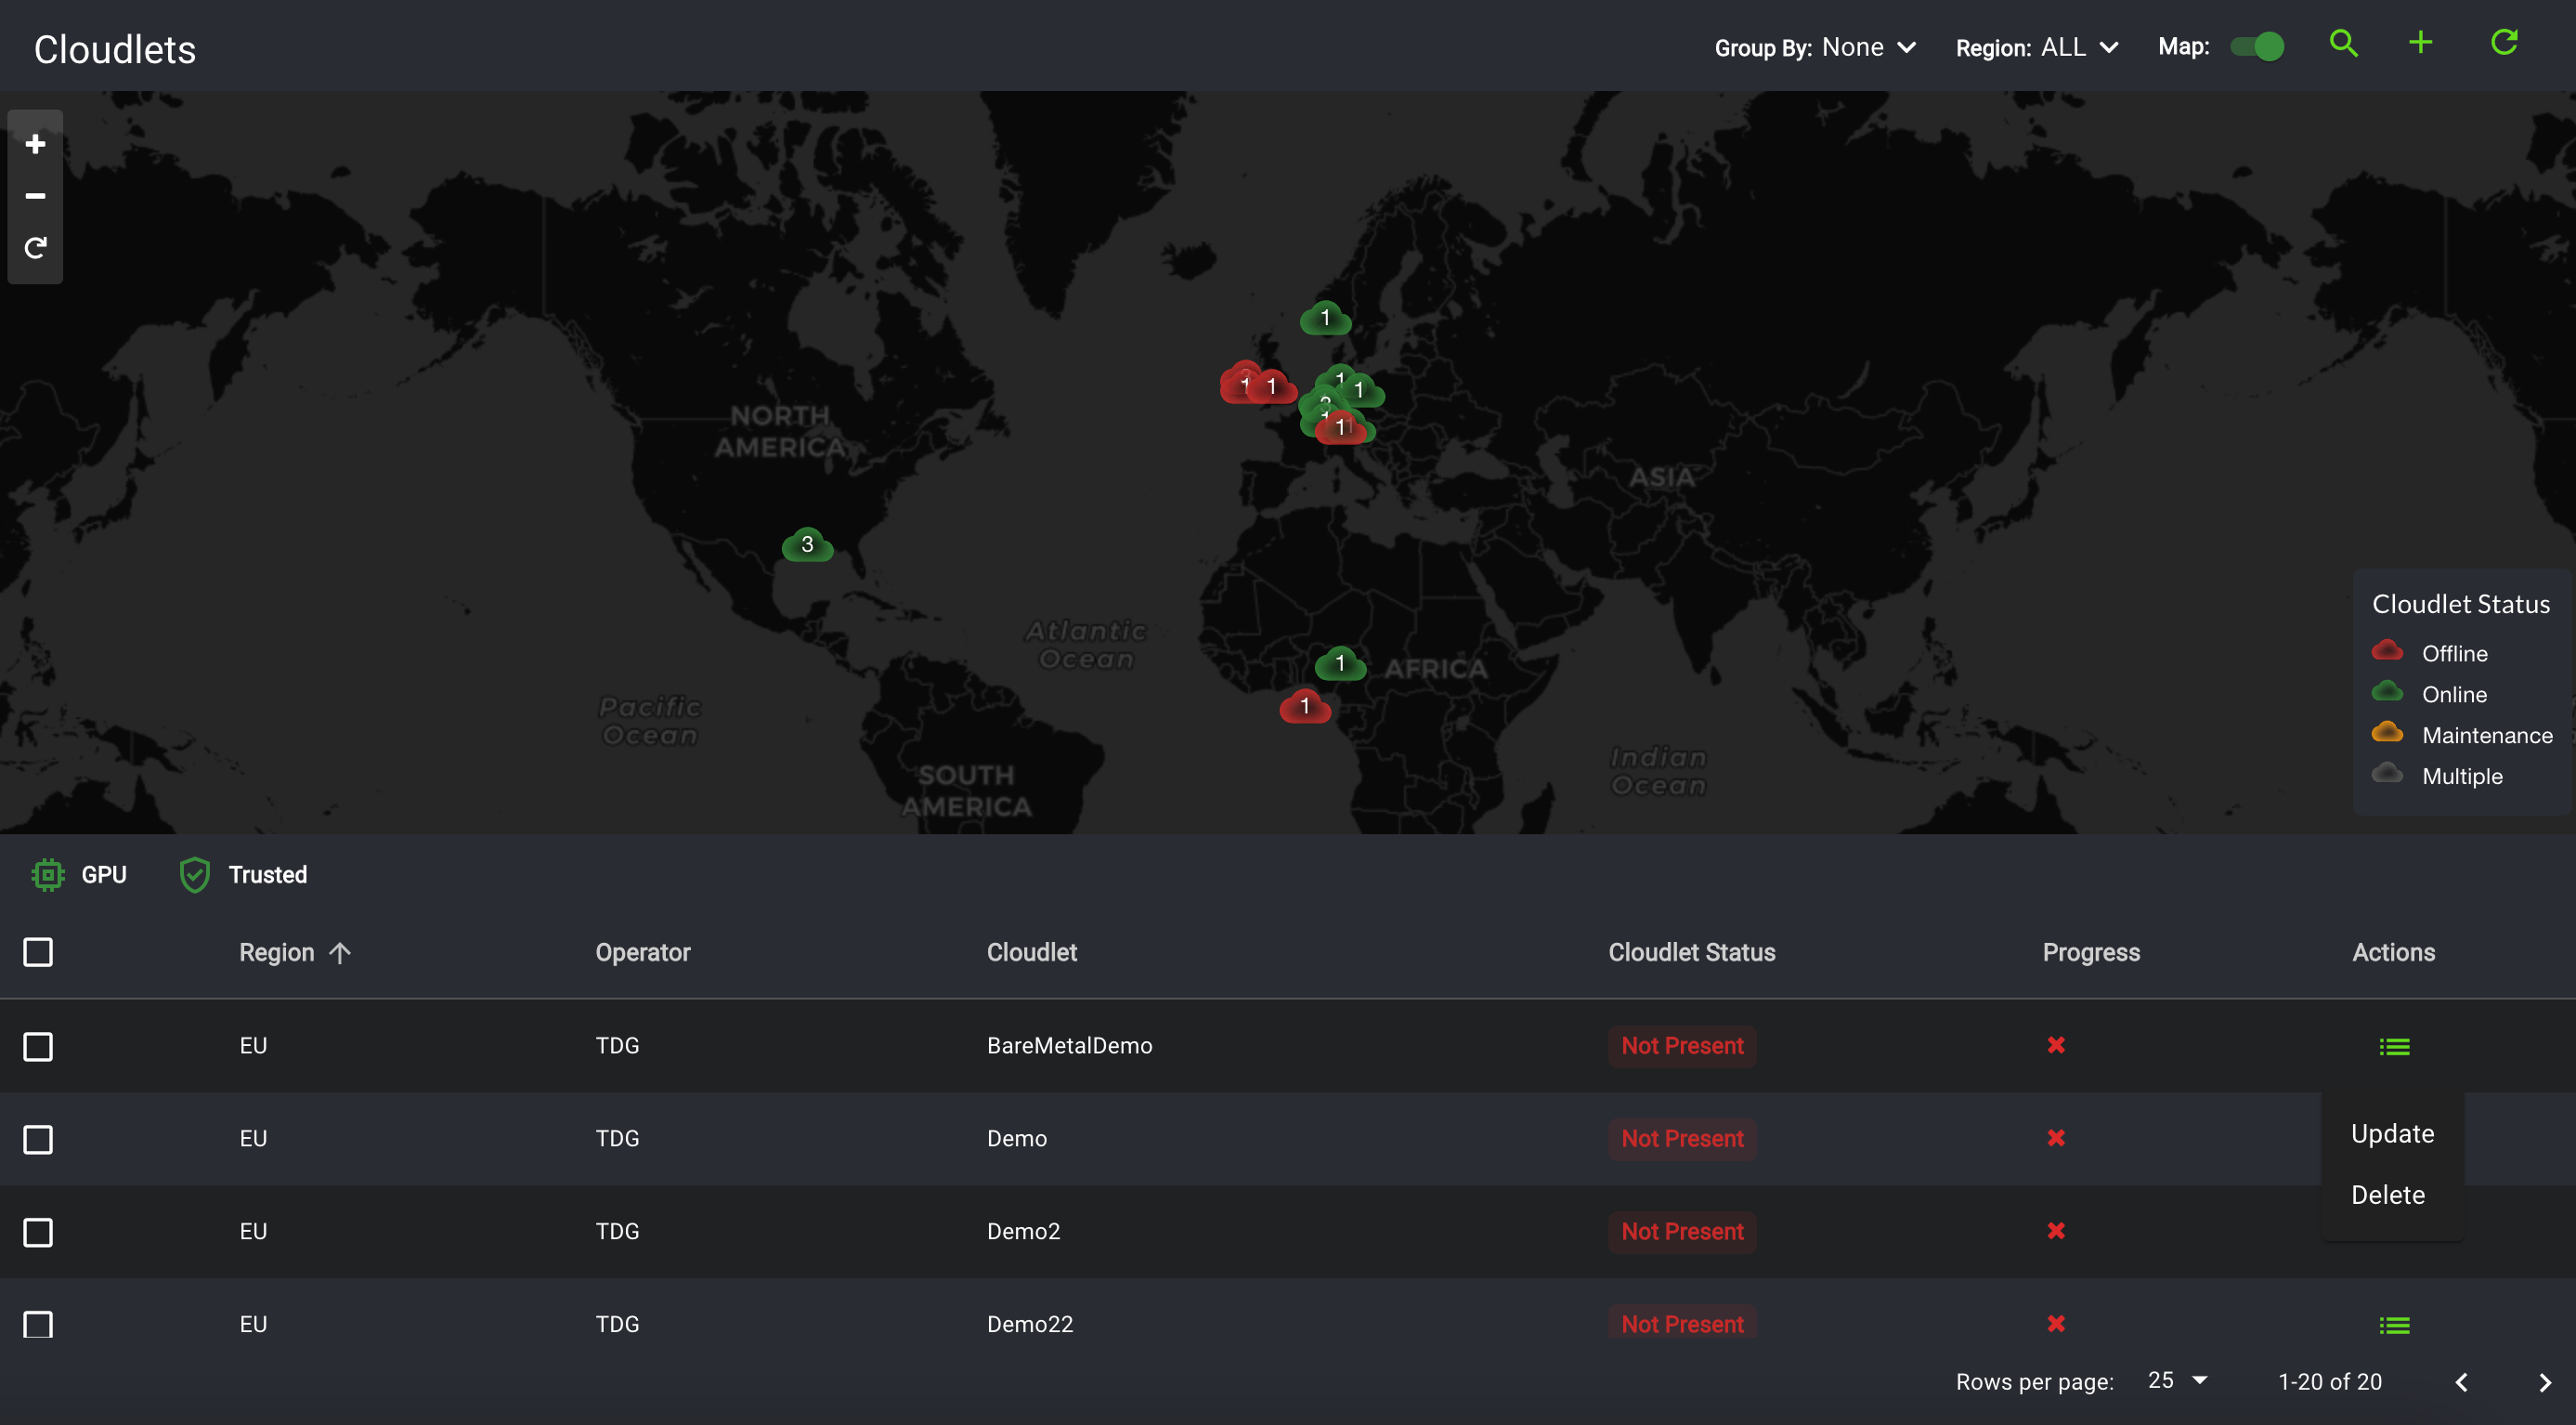 Cloudlets
Group By: None Region: ALL Map:
1
1 1
1 1
1
1
NORTH
AMERICA
ASIA
3
Atlantic
Ocean
1
AFRICA
1
Pacific
Ocean
SOUTH
AMERICA
Indian
Ocean
Cloudlet Status
Offline
Online
Maintenance
Multiple
GPU Trusted
Region Operator Cloudlet Cloudlet Status Progress Actions
EU TDG BareMetalDemo Not Present
EU TDG Demo Not Present
Update
Delete
EU TDG Demo2 Not Present
EU TDG Demo22 Not Present
Rows per page: 25 1-20 of 20